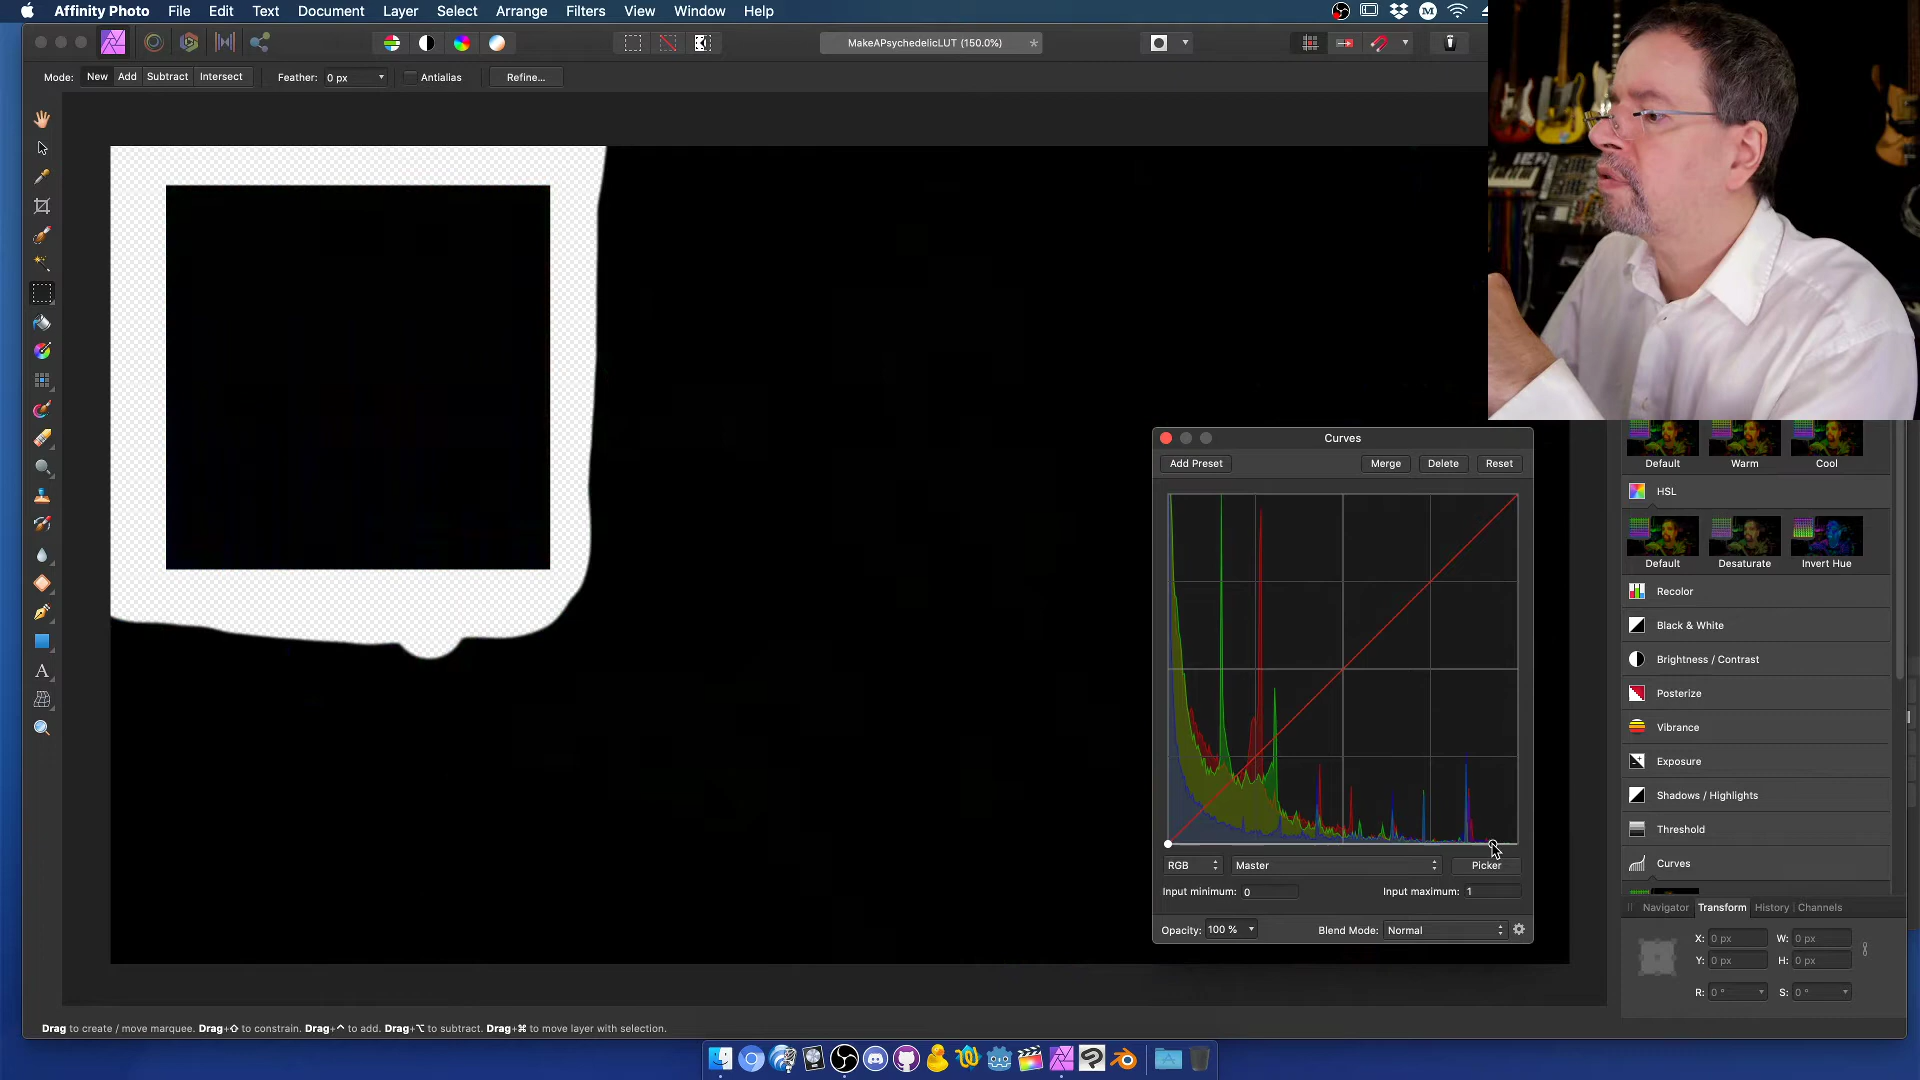 Affinity Photo File Edit Text Document Layer Select Arrange Filters View Window Help
MakeAPsychedelicLUT (150.0%)
Mode: New Add Subtract Intersect Feather: 0 px Antialias Refine...
Curves
Add Preset Merge Delete Reset
RGB Master Picker
Input minimum: 0 Input maximum: 1
Opacity: 100 % Blend Mode: Normal
Default Warm Cool
HSL
Default Desaturate Invert Hue
Recolor
Black & White
Brightness / Contrast
Posterize
Vibrance
Exposure
Shadows / Highlights
Threshold
Curves
Navigator Transform History Channels
X: 0 px W: 0 px
Y: 0 px H: 0 px
R: 0 ° S: 0 °
Drag to create / move marquee. Drag+⇧ to constrain. Drag+^ to add. Drag+⌥ to subtract. Drag+⌘ to move layer with selection.